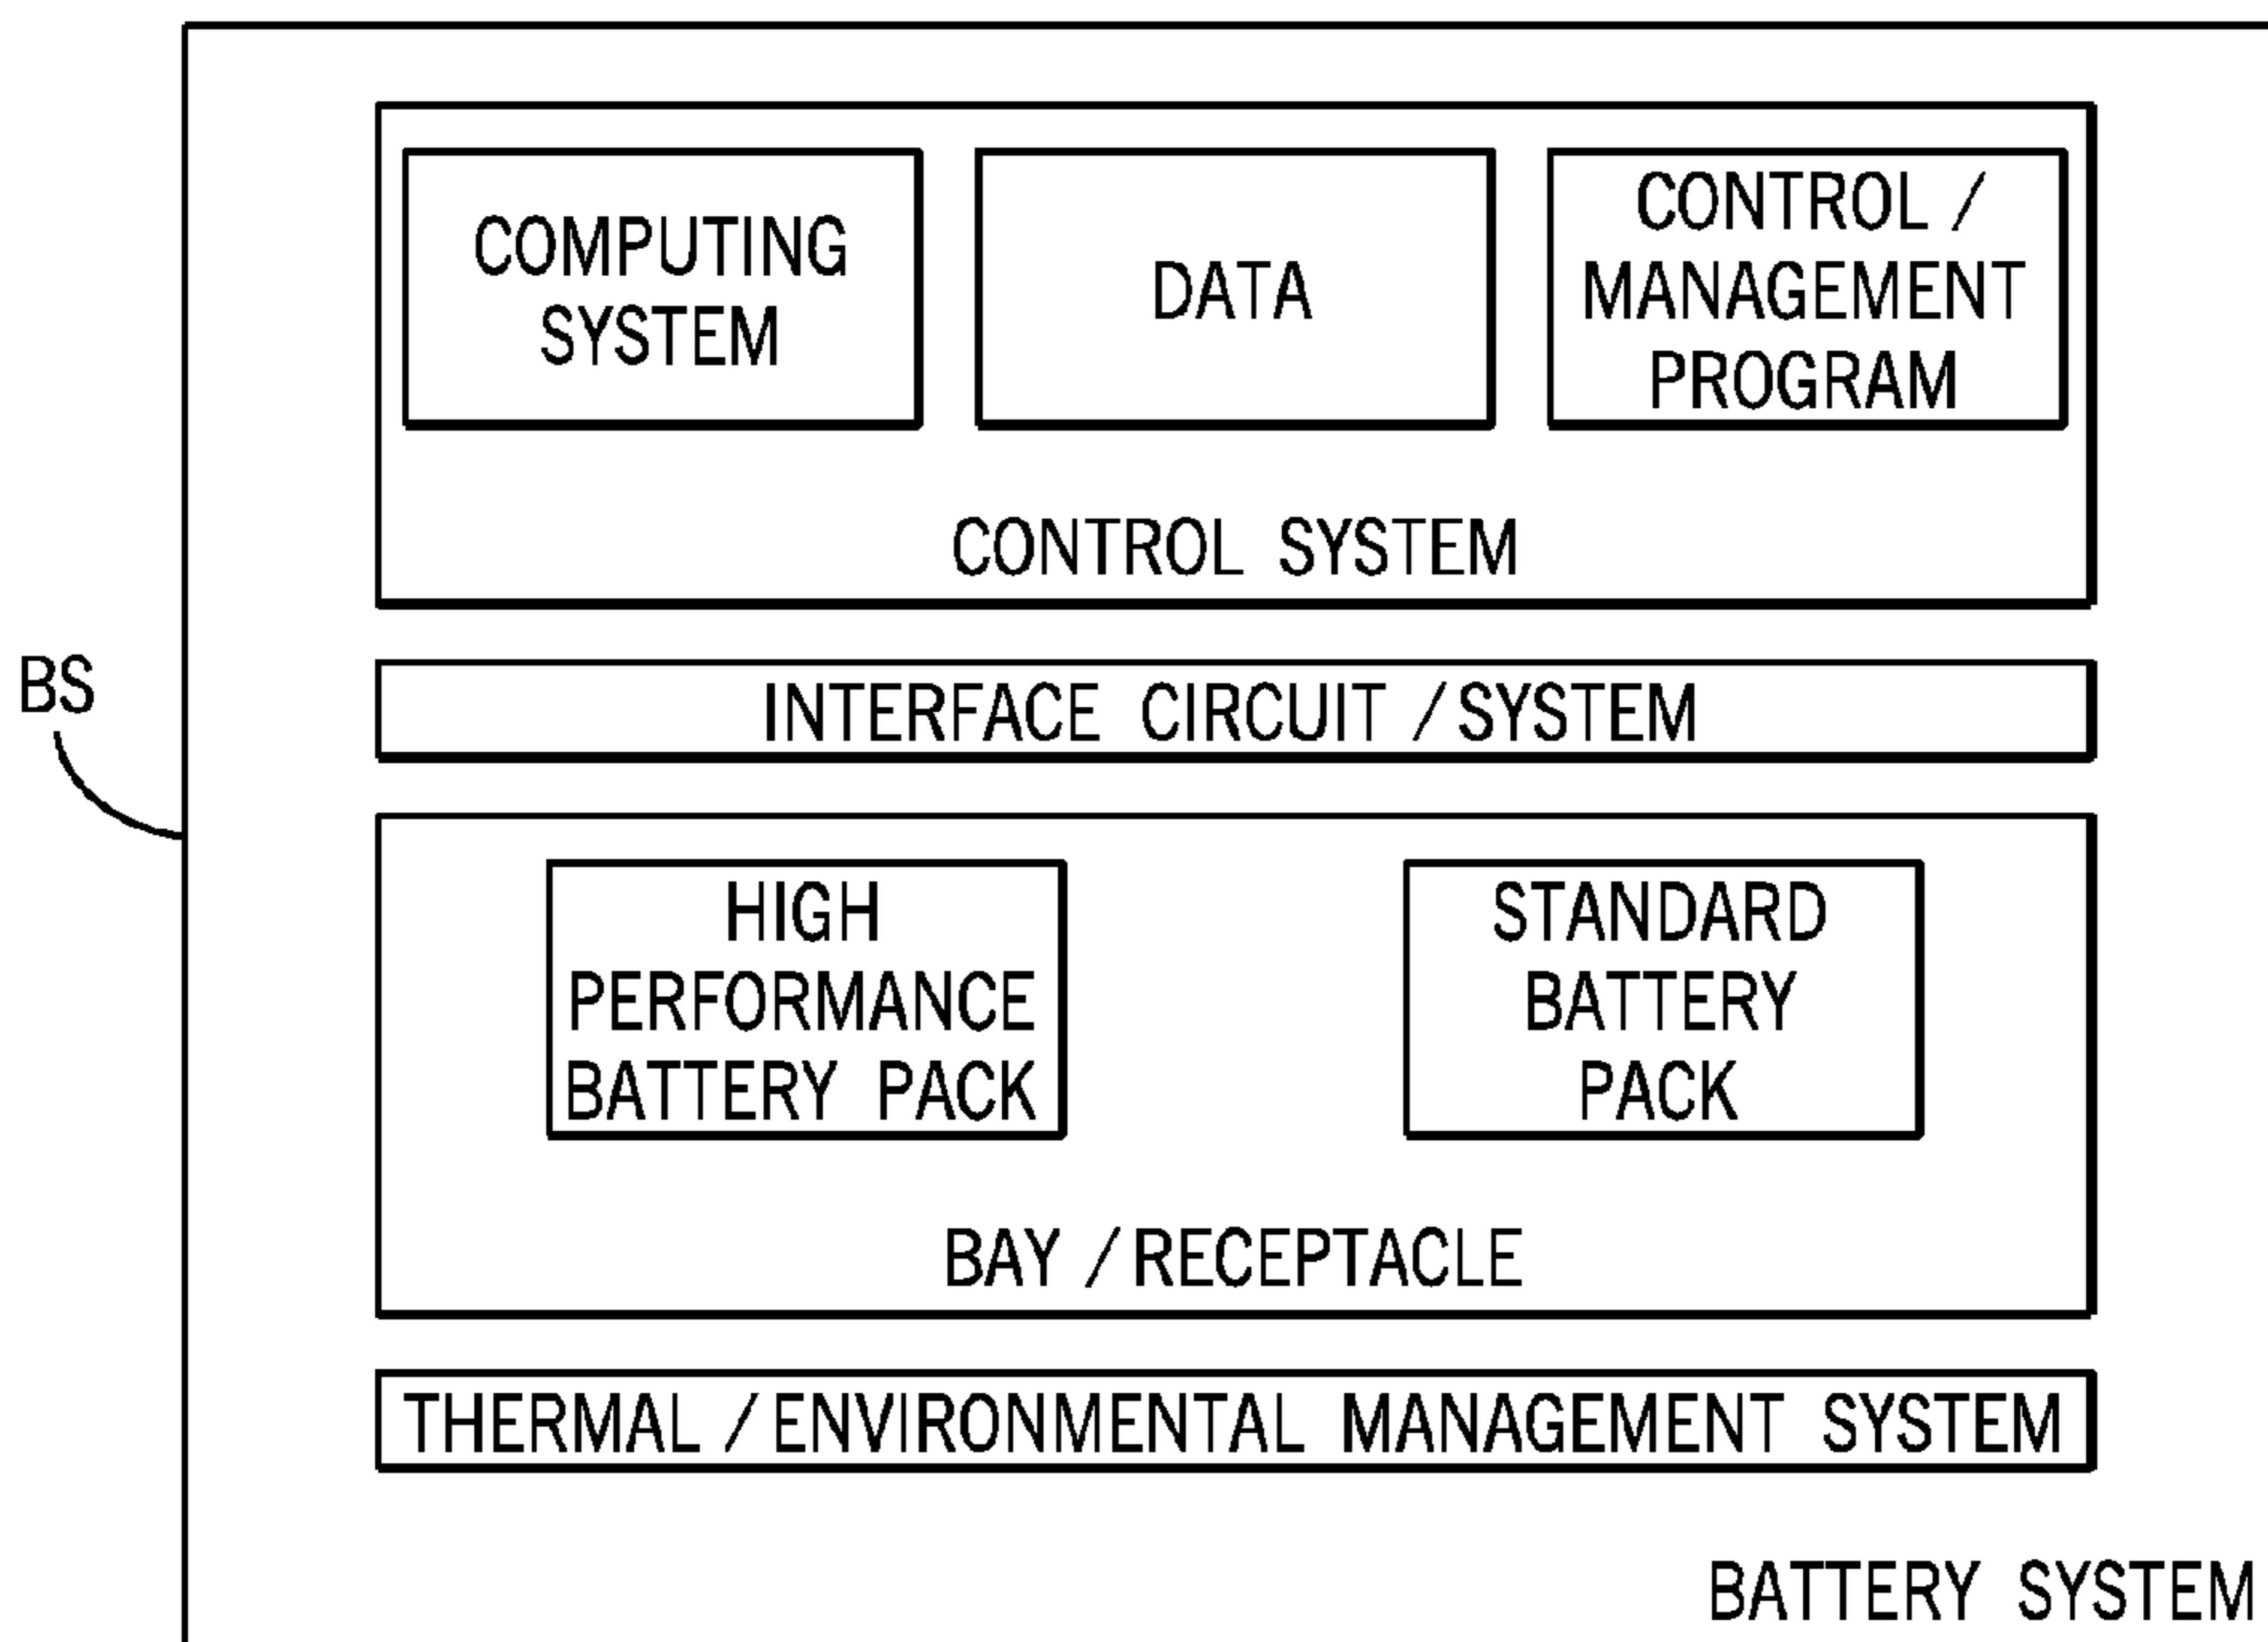 COMPUTING
SYSTEM
DATA
CONTROL /
MANAGEMENT
PROGRAM
CONTROL SYSTEM
BS
INTERFACE CIRCUIT /SYSTEM
HIGH
PERFORMANCE
BATTERY PACK
STANDARD
BATTERY
PACK
BAY /RECEPTACLE
THERMAL /ENVIRONMENTAL MANAGEMENT SYSTEM
BATTERY SYSTEM